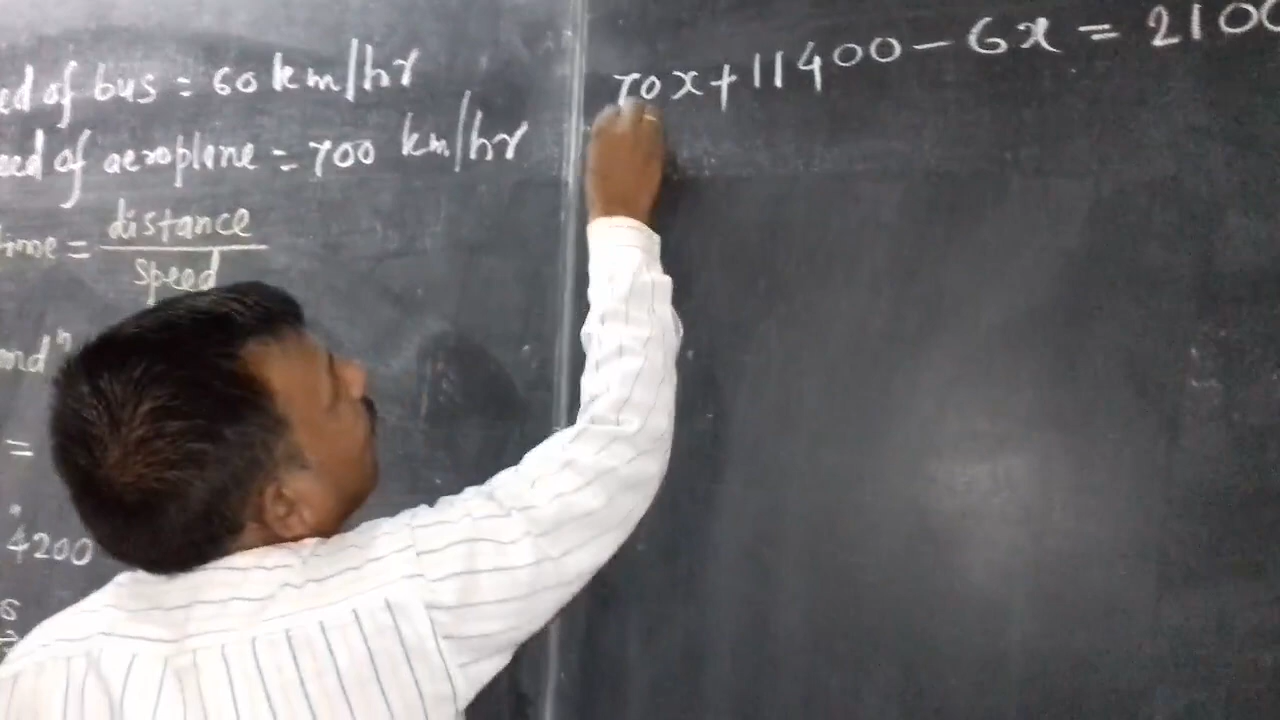 ed of bus = 60 km/hr
eed of aeroplane = 700 km/hr
time = distance
speed
and
=
4200
70x + 11400 - 6x = 2100